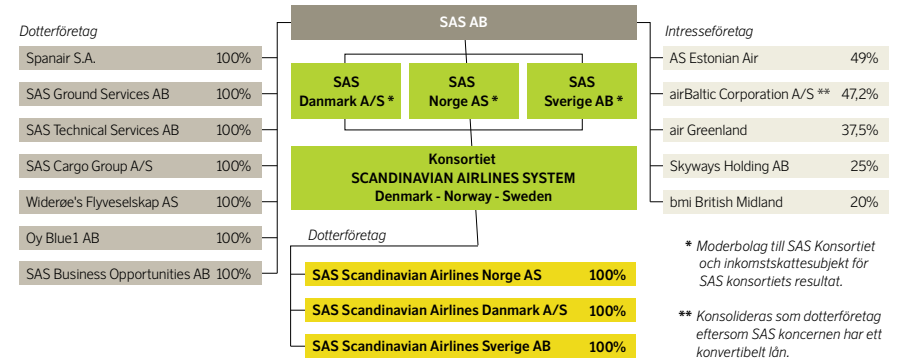 SAS AB
Dotterföretag
Spanair S.A. 100%
SAS Ground Services AB 100%
SAS Technical Services AB 100%
SAS Cargo Group A/S 100%
Widerøe's Flyveselskap AS 100%
Oy Blue1 AB 100%
SAS Business Opportunities AB 100%
SAS
Danmark A/S *
SAS
Norge AS *
SAS
Sverige AB *
Konsortiet
SCANDINAVIAN AIRLINES SYSTEM
Denmark - Norway - Sweden
Dotterföretag
SAS Scandinavian Airlines Norge AS 100%
SAS Scandinavian Airlines Danmark A/S 100%
SAS Scandinavian Airlines Sverige AB 100%
Intresseföretag
AS Estonian Air 49%
airBaltic Corporation A/S ** 47,2%
air Greenland 37,5%
Skyways Holding AB 25%
bmi British Midland 20%
* Moderbolag till SAS Konsortiet
och inkomstskattesubjekt för
SAS konsortiets resultat.
** Konsolideras som dotterföretag
eftersom SAS koncernen har ett
konvertibelt lån.